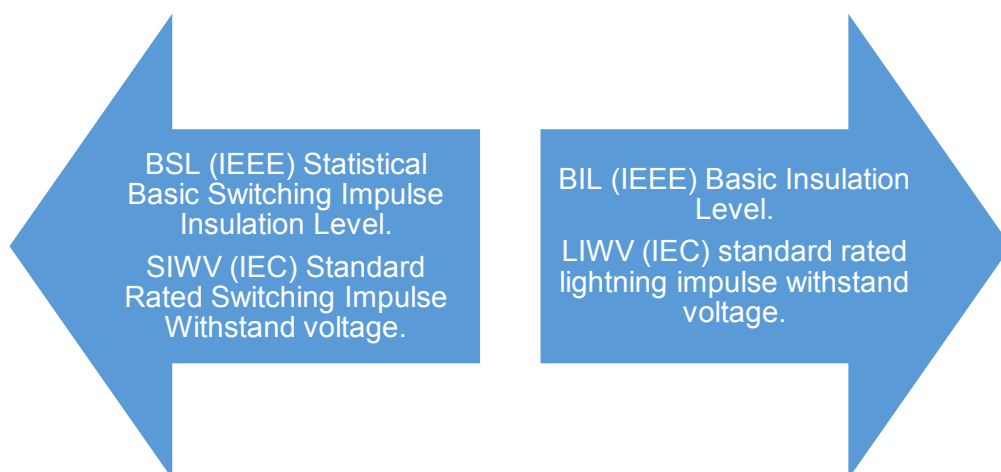 BSL (IEEE) Statistical
Basic Switching Impulse
Insulation Level.
SIWV (IEC) Standard
Rated Switching Impulse
Withstand voltage.
BIL (IEEE) Basic Insulation
Level.
LIWV (IEC) standard rated
lightning impulse withstand
voltage.